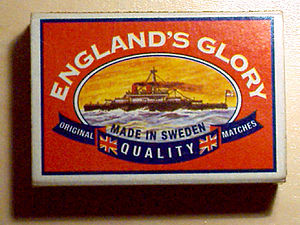 ENGLAND'S GLORY
MADE IN SWEDEN
ORIGINAL MATCHES
QUALITY